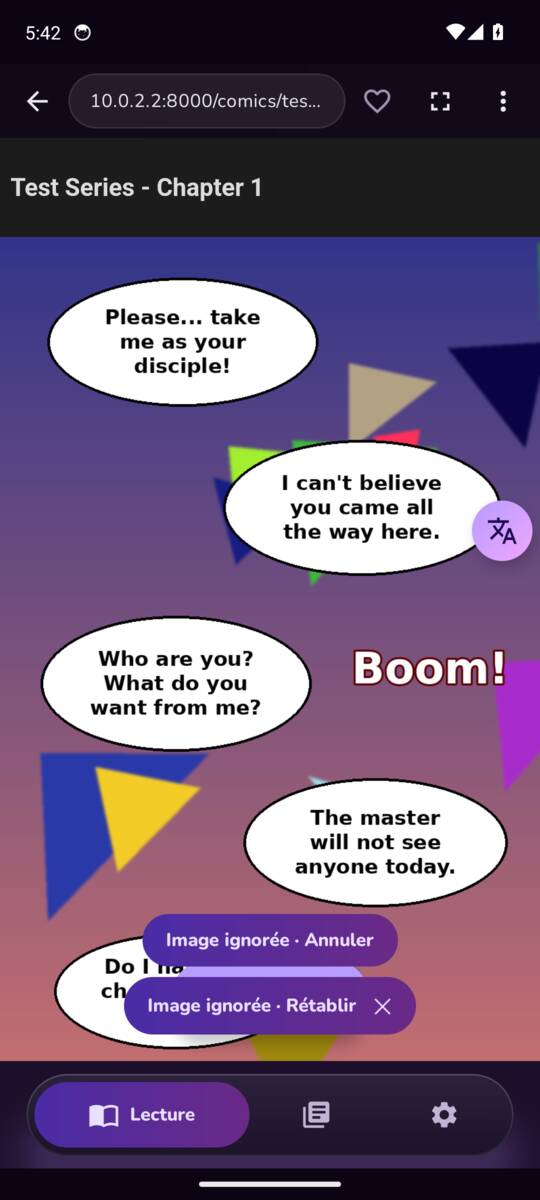 5:42
10.0.2.2:8000/comics/tes...
Test Series - Chapter 1
Please... take
me as your
disciple!
I can't believe
you came all
the way here.
Who are you?
What do you
want from me?
Boom!
The master
will not see
anyone today.
Image ignorée · Annuler
Do I
Image ignorée · Rétablir
Lecture